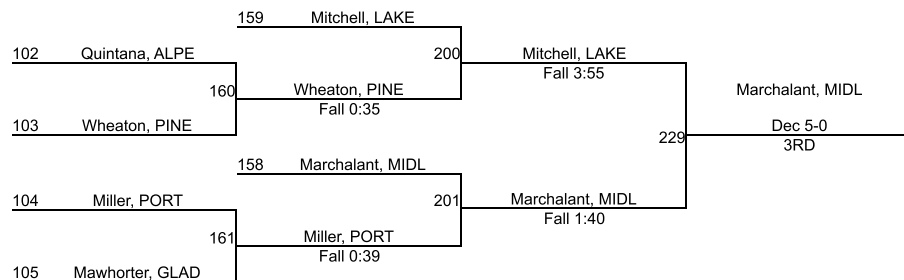 159 Mitchell, LAKE
102 Quintana, ALPE
200 Mitchell, LAKE
Fall 3:55
160 Wheaton, PINE
Fall 0:35
Marchalant, MIDL
103 Wheaton, PINE
Dec 5-0
229
3RD
158 Marchalant, MIDL
104 Miller, PORT
201 Marchalant, MIDL
Fall 1:40
161 Miller, PORT
Fall 0:39
105 Mawhorter, GLAD